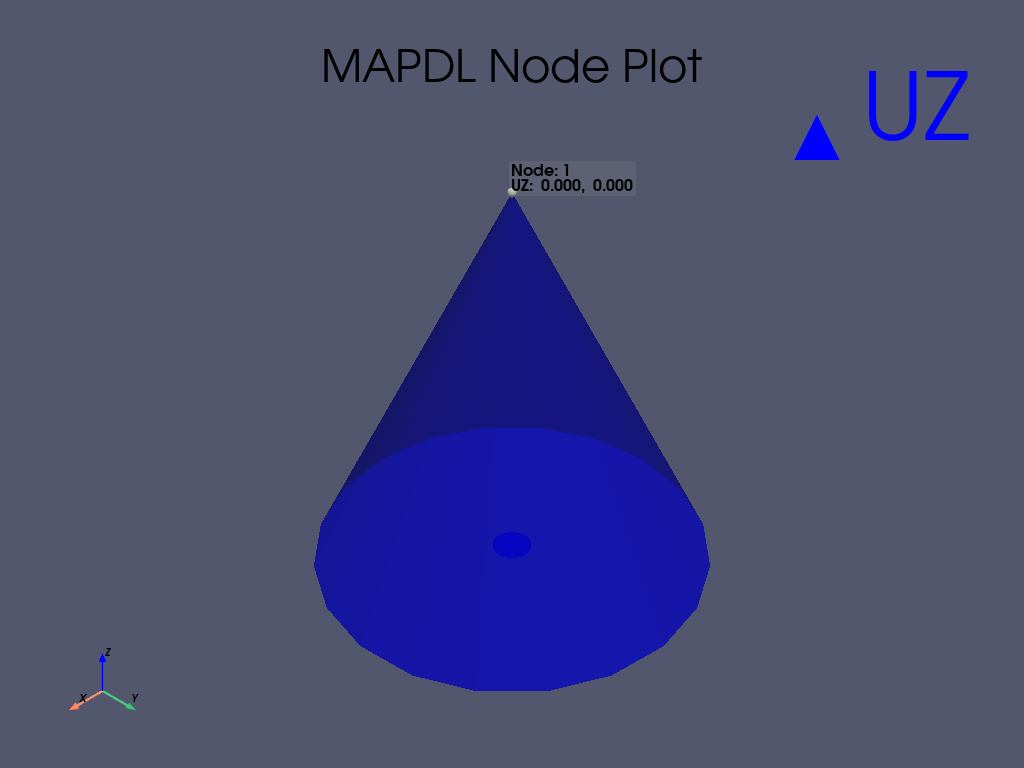 MAPDL Node Plot
UZ
Node: 1
UZ: 0.000, 0.000
Z
X
Y